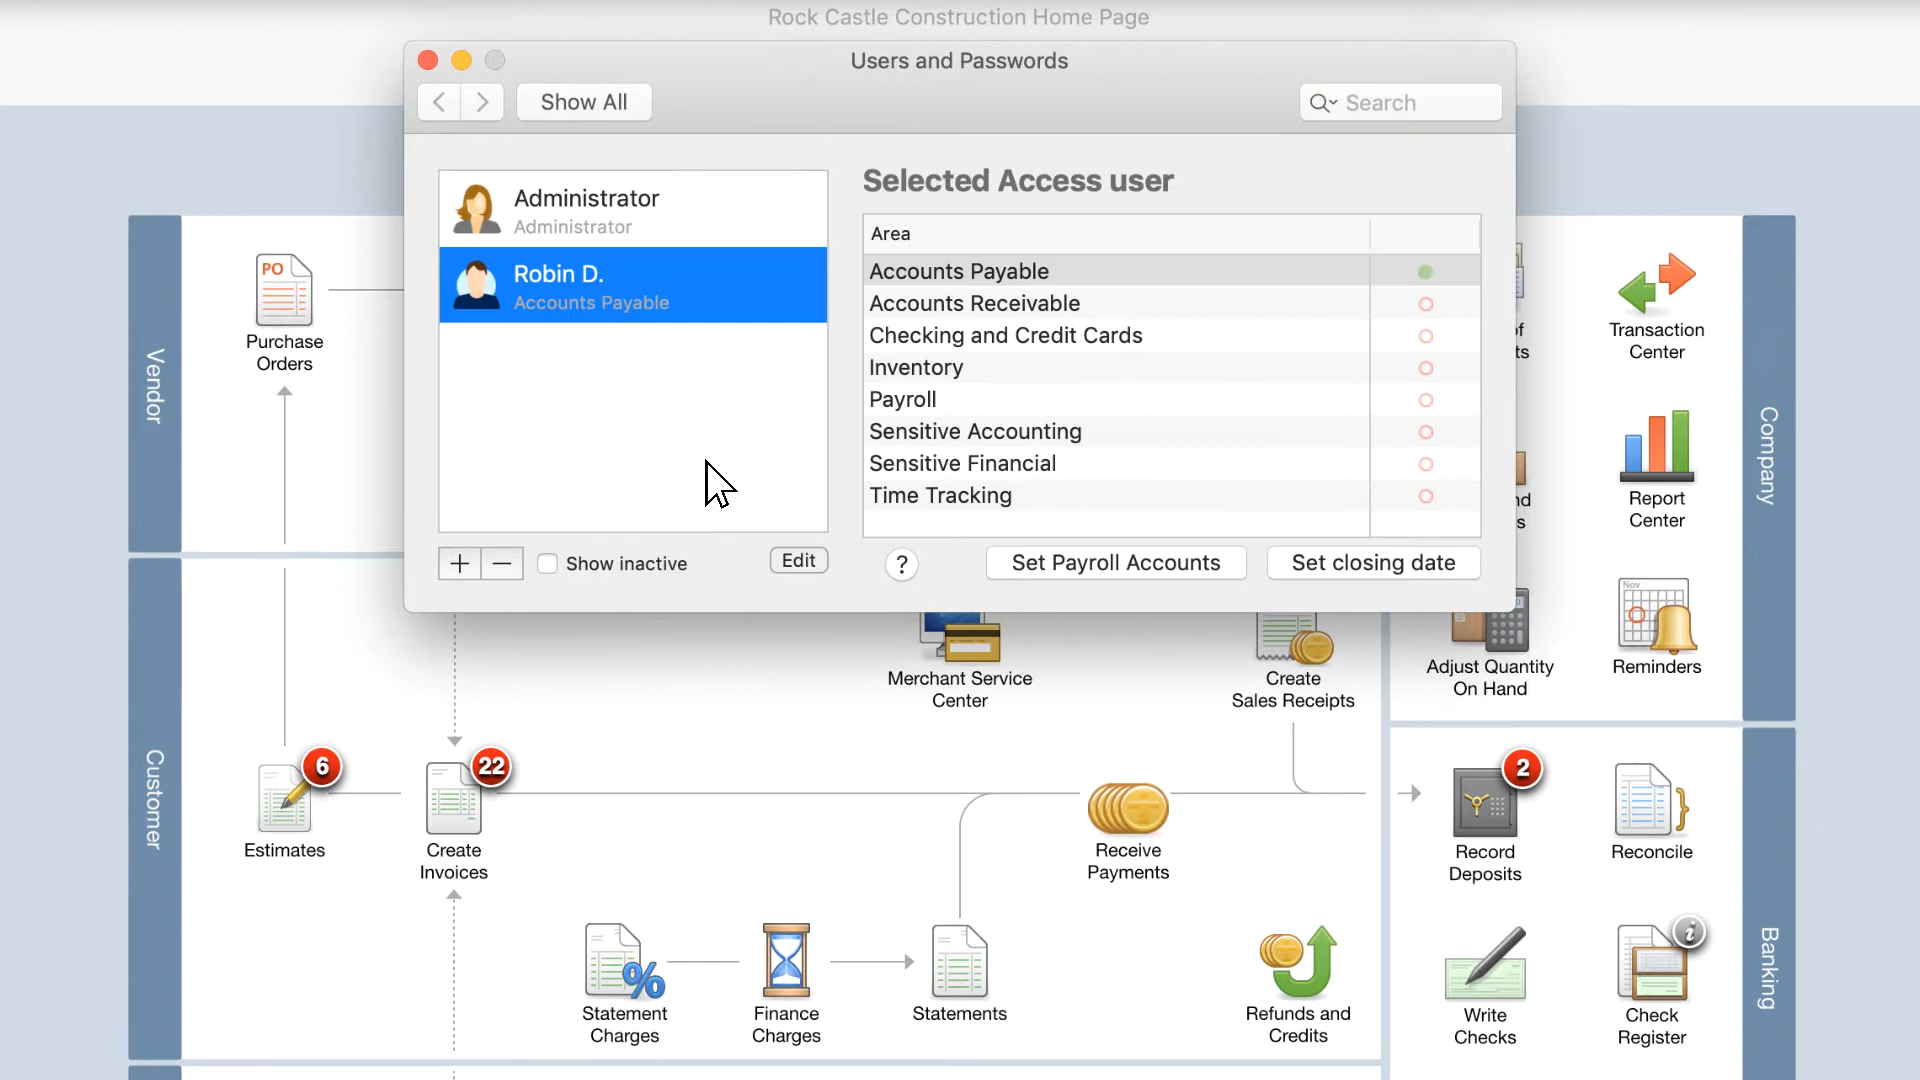 Rock Castle Construction Home Page
Users and Passwords
Show All
Search
Administrator
Administrator
Robin D.
Accounts Payable
Show inactive
Edit
Selected Access user
Area
Accounts Payable
Accounts Receivable
Checking and Credit Cards
Inventory
Payroll
Sensitive Accounting
Sensitive Financial
Time Tracking
?
Set Payroll Accounts
Set closing date
Vendor
PO
Purchase
Orders
Company
Transaction
Center
Report
Center
Nov
Reminders
Adjust Quantity
On Hand
Merchant Service
Center
Create
Sales Receipts
Customer
6
Estimates
22
Create
Invoices
Receive
Payments
%
Statement
Charges
Finance
Charges
Statements
Refunds and
Credits
Banking
2
Record
Deposits
Reconcile
Write
Checks
i
Check
Register